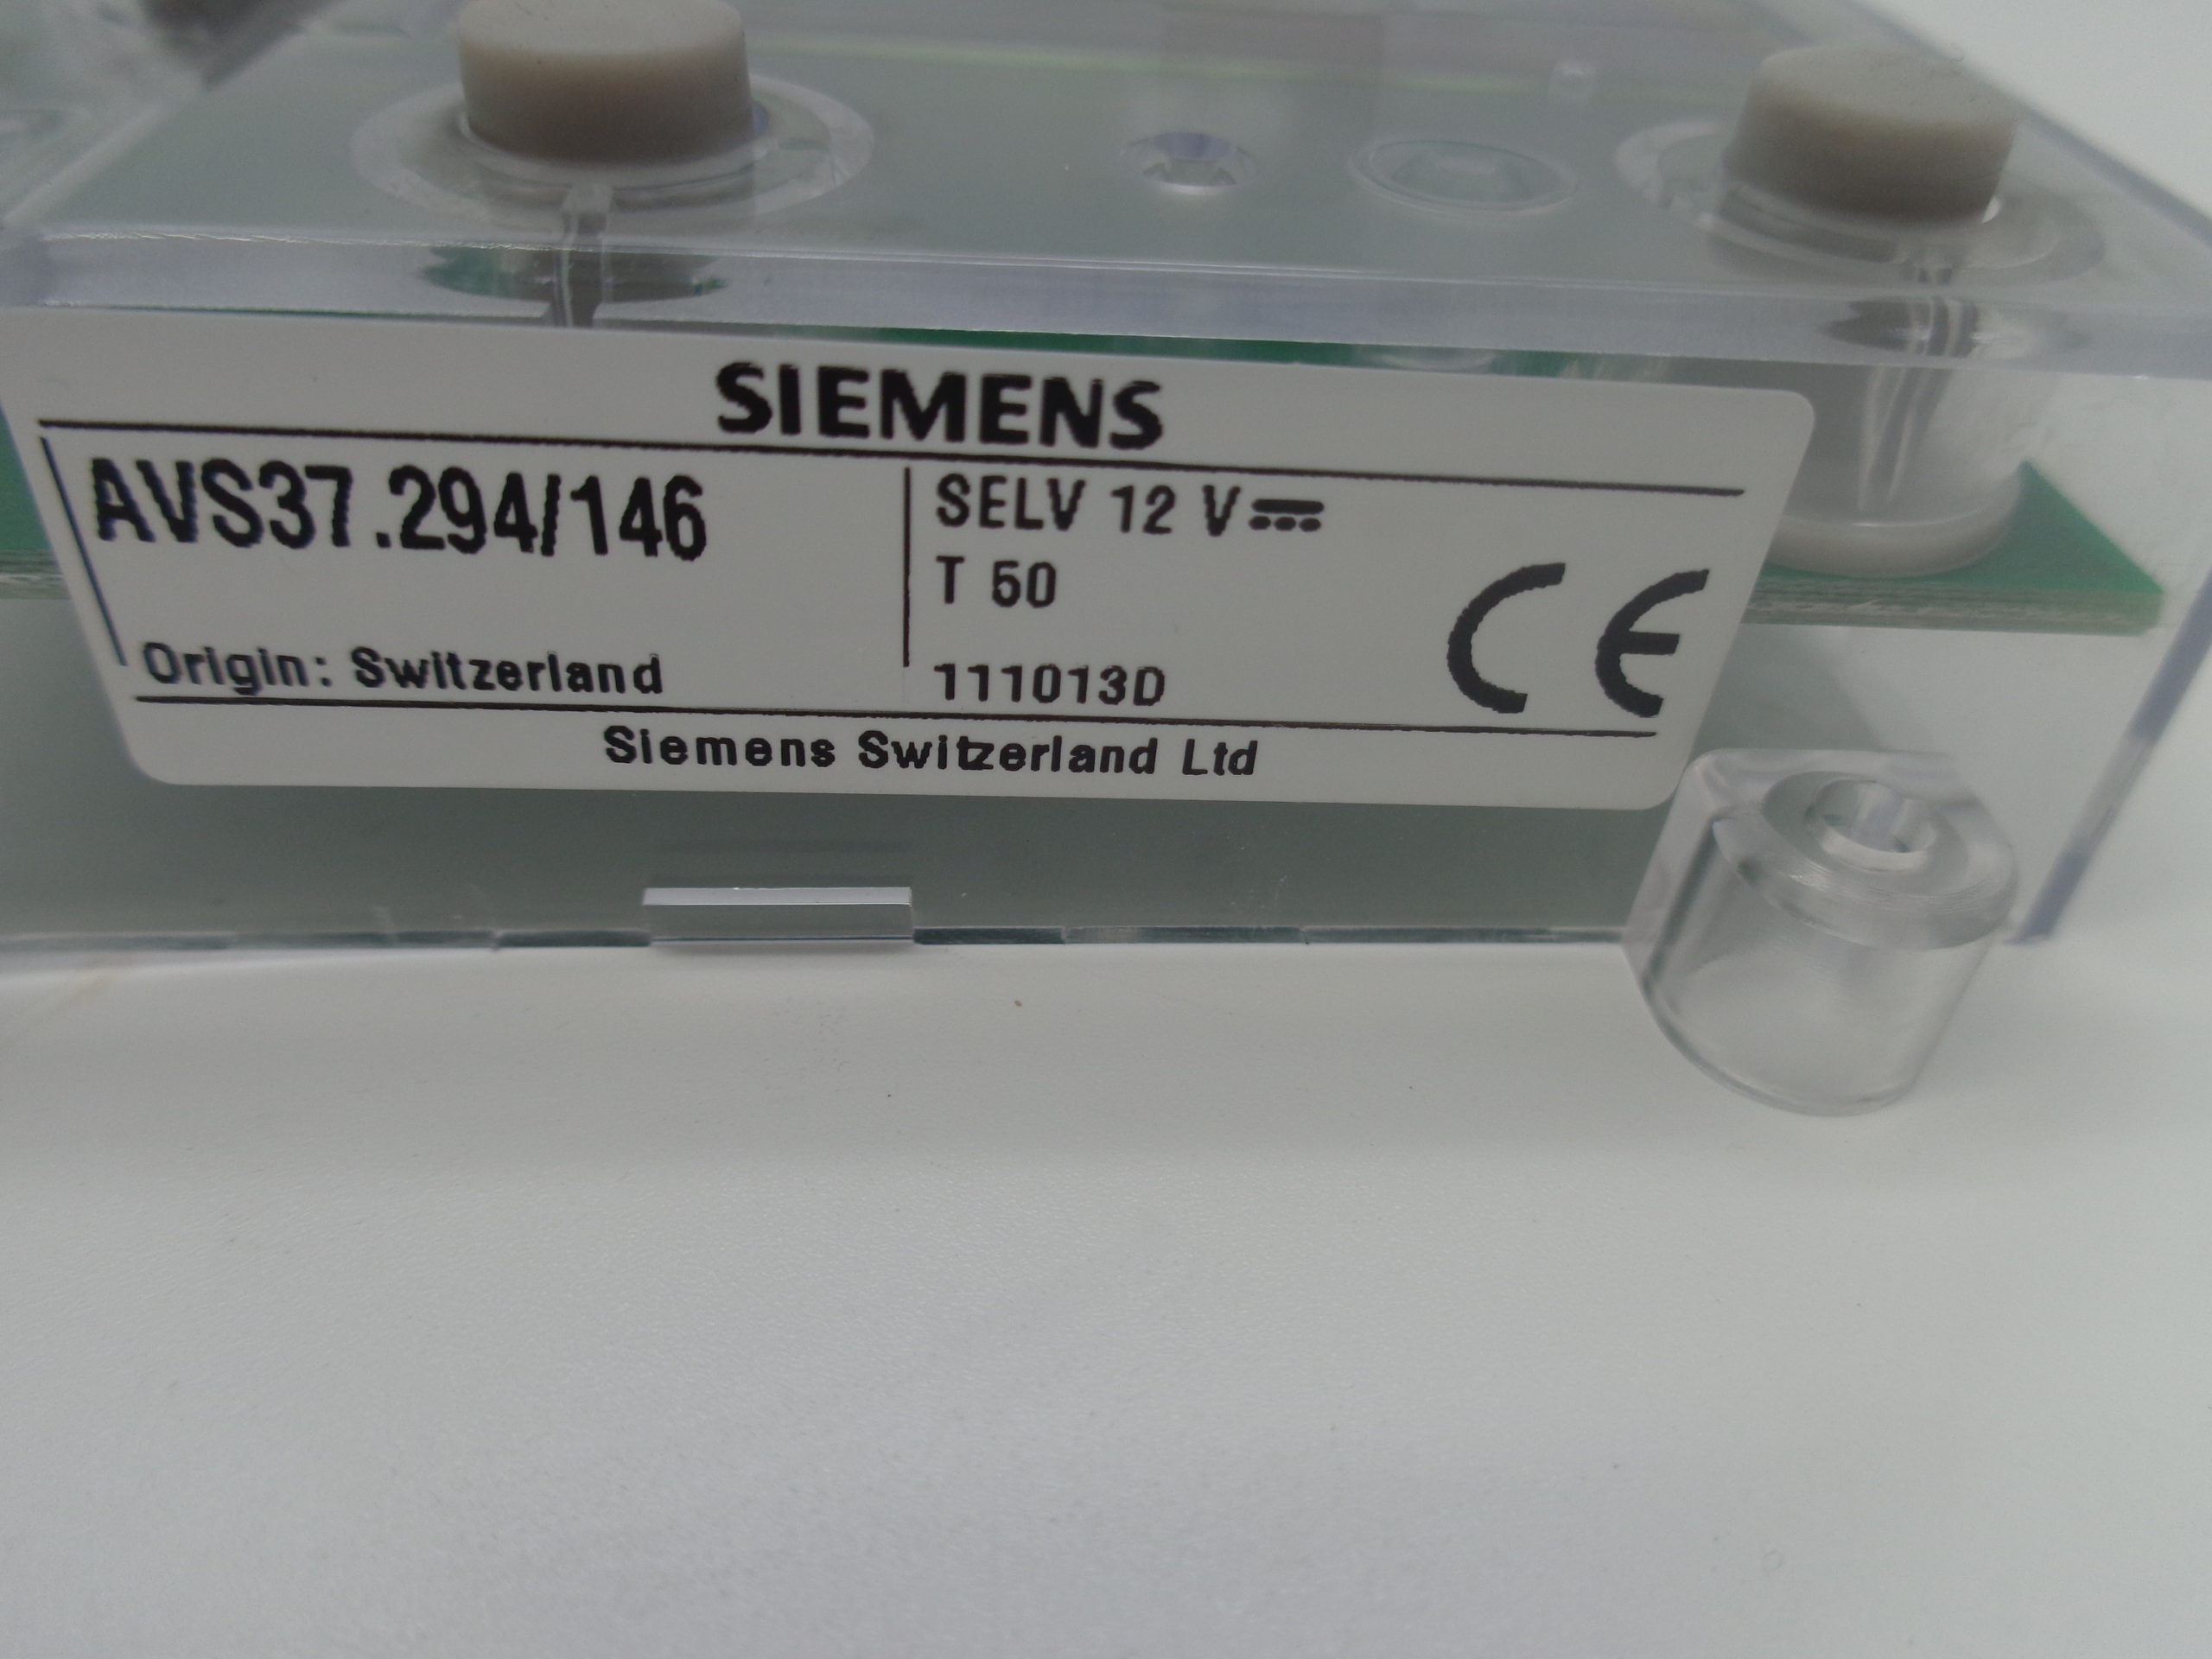 SIEMENS
AVS37.294/146
SELV 12 V⎓
T 50
Origin: Switzerland
111013D
CE
Siemens Switzerland Ltd